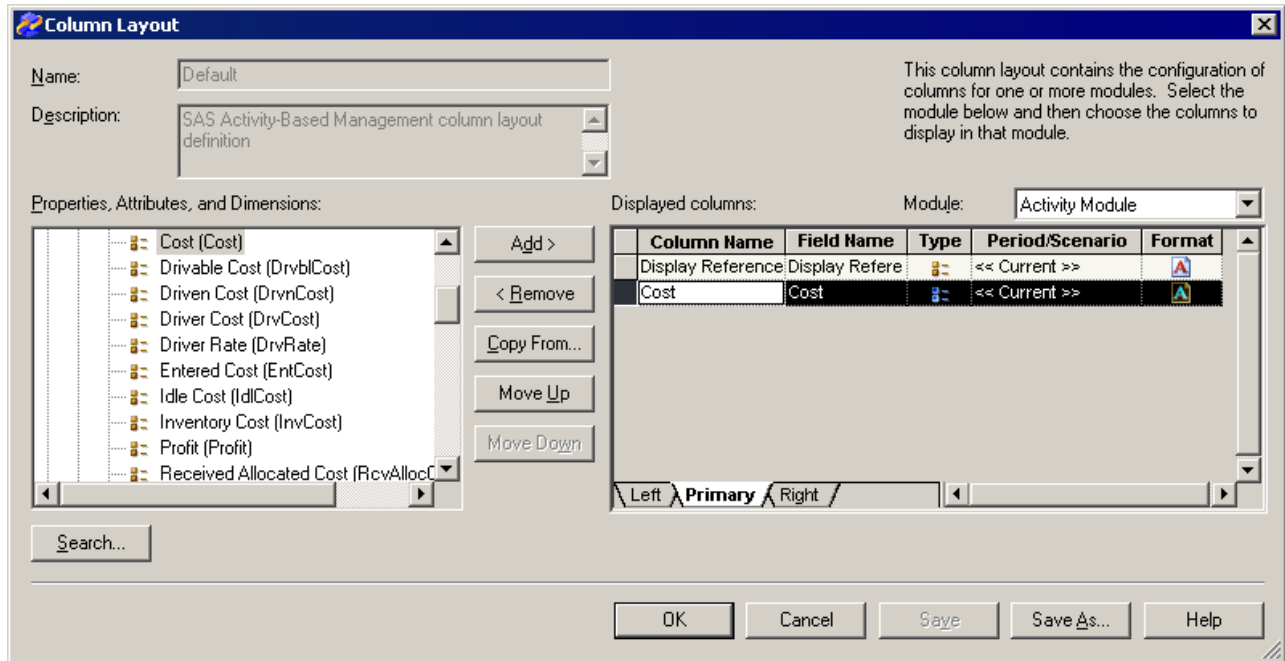 Column Layout
Name:
Default
Description:
SAS Activity-Based Management column layout
definition
This column layout contains the configuration of
columns for one or more modules. Select the
module below and then choose the columns to
display in that module.
Properties, Attributes, and Dimensions:
Cost (Cost)
Drivable Cost (DrvblCost)
Driven Cost (DrvnCost)
Driver Cost (DrvCost)
Driver Rate (DrvRate)
Entered Cost (EntCost)
Idle Cost (IdlCost)
Inventory Cost (InvCost)
Profit (Profit)
Received Allocated Cost (RcvAllocC
Add >
< Remove
Copy From...
Move Up
Move Down
Displayed columns:
Module:
Activity Module
Column Name Field Name Type Period/Scenario Format
Display Reference Display Refere << Current >> A
Cost Cost << Current >> A
Left Primary Right
Search...
OK Cancel Save Save As... Help